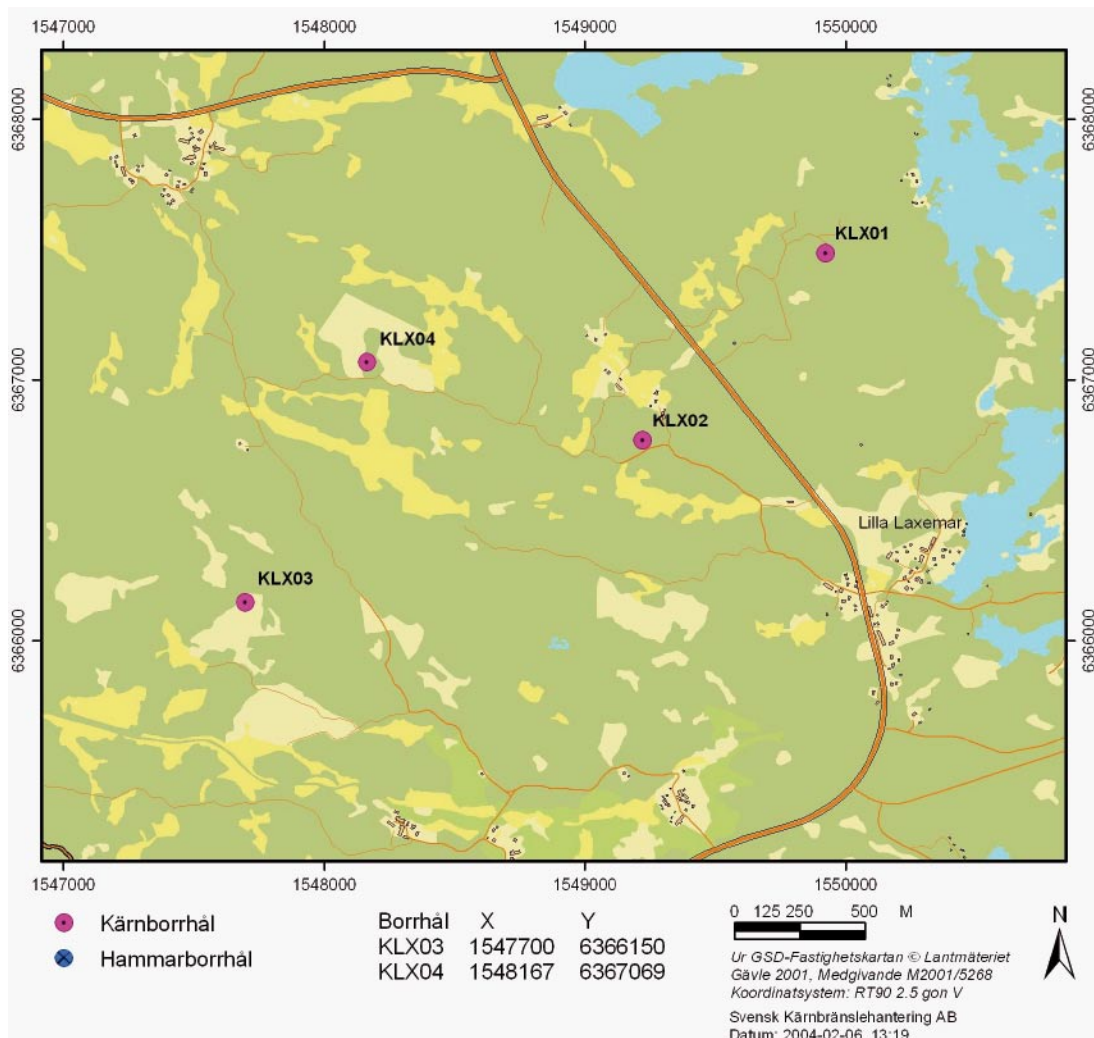 1547000 1548000 1549000 1550000
6368000 6368000
KLX01
KLX04
6367000 6367000
KLX02
Lilla Laxemar
KLX03
6366000 6366000
1547000 1548000 1549000 1550000
Kärnborrhål
Hammarborrhål
Borrhål X Y
KLX03 1547700 6366150
KLX04 1548167 6367069
0 125 250 500 M
N
Ur GSD-Fastighetskartan © Lantmäteriet
Gävle 2001, Medgivande M2001/5268
Koordinatsystem: RT90 2.5 gon V
Svensk Kärnbränslehantering AB
Datum: 2004-02-06, 13:19